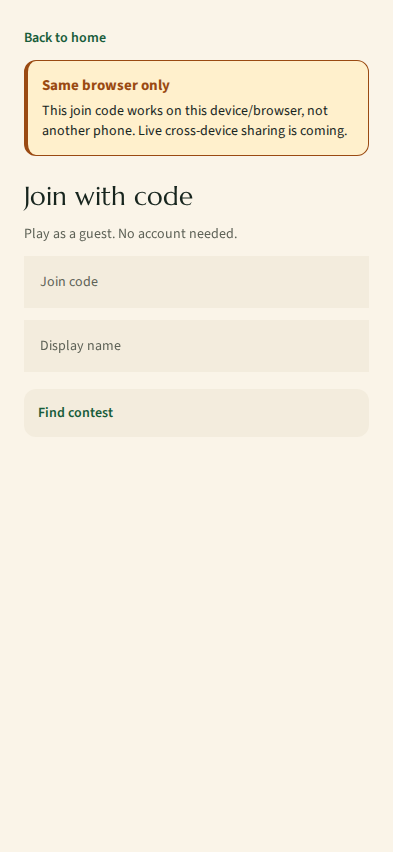 Back to home
Same browser only
This join code works on this device/browser, not
another phone. Live cross-device sharing is coming.
Join with code
Play as a guest. No account needed.
Join code
Display name
Find contest